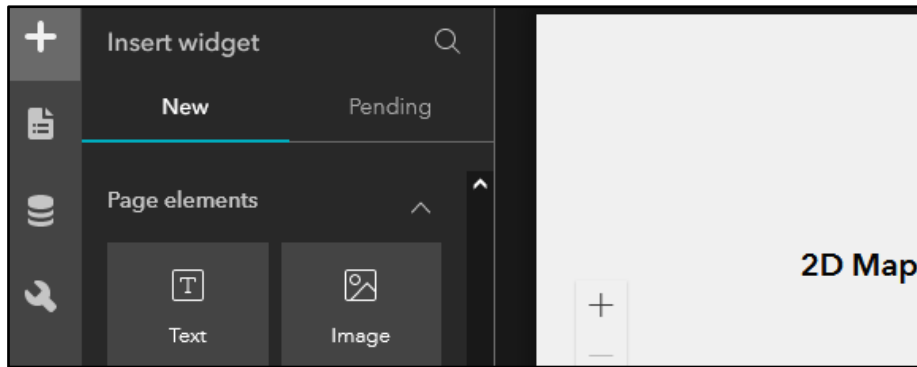 Insert widget
New
Pending
Page elements
Text
Image
2D Map